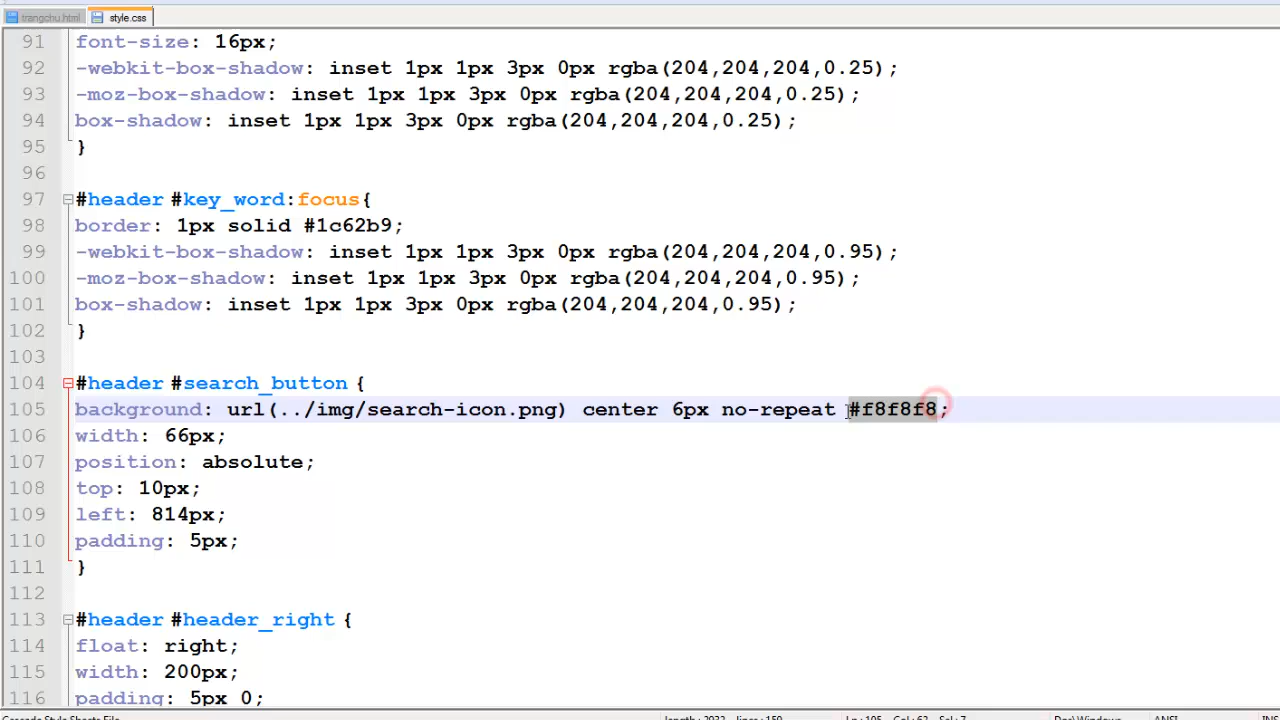 trangchu.html style.css
91 font-size: 16px;
92 -webkit-box-shadow: inset 1px 1px 3px 0px rgba(204,204,204,0.25);
93 -moz-box-shadow: inset 1px 1px 3px 0px rgba(204,204,204,0.25);
94 box-shadow: inset 1px 1px 3px 0px rgba(204,204,204,0.25);
95 }
96
97 #header #key_word:focus{
98 border: 1px solid #1c62b9;
99 -webkit-box-shadow: inset 1px 1px 3px 0px rgba(204,204,204,0.95);
100 -moz-box-shadow: inset 1px 1px 3px 0px rgba(204,204,204,0.95);
101 box-shadow: inset 1px 1px 3px 0px rgba(204,204,204,0.95);
102 }
103
104 #header #search_button {
105 background: url(../img/search-icon.png) center 6px no-repeat #f8f8f8;
106 width: 66px;
107 position: absolute;
108 top: 10px;
109 left: 814px;
110 padding: 5px;
111 }
112
113 #header #header_right {
114 float: right;
115 width: 200px;
116 padding: 5px 0;